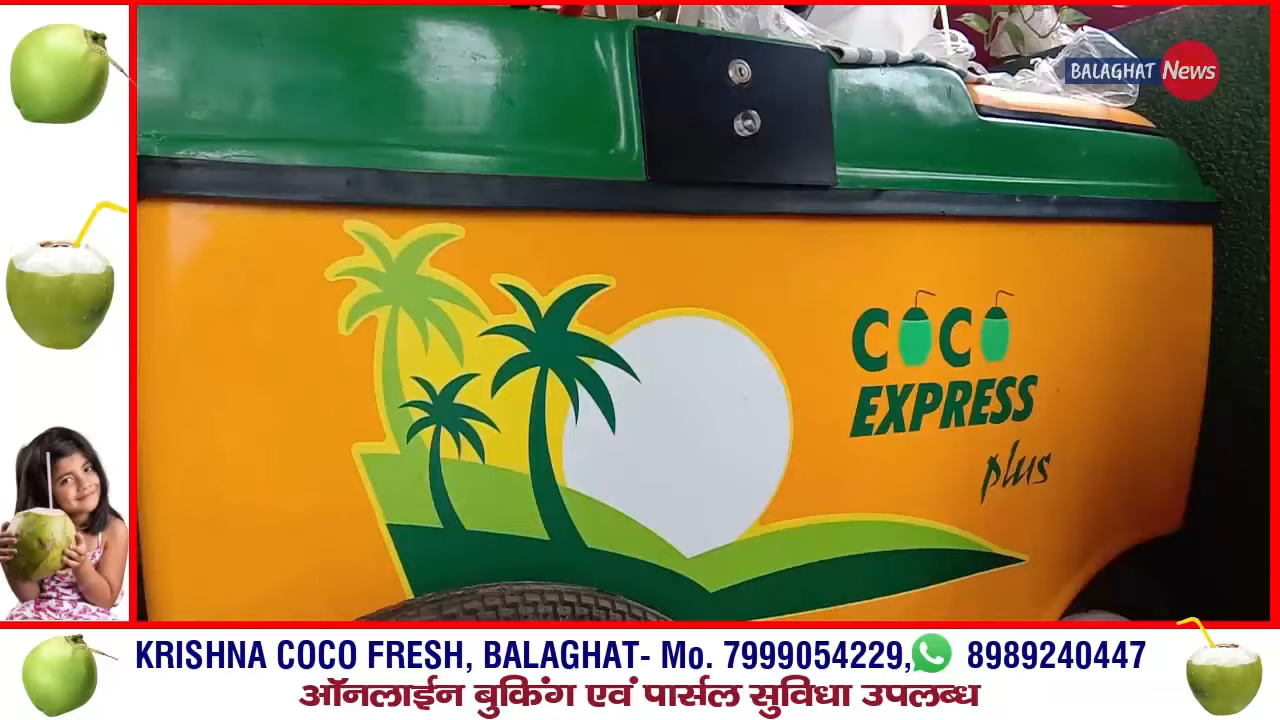 BALAGHAT News
COCO
EXPRESS
plus
KRISHNA COCO FRESH, BALAGHAT- Mo. 7999054229, 8989240447
ऑनलाईन बुकिंग एवं पार्सल सुविधा उपलब्ध